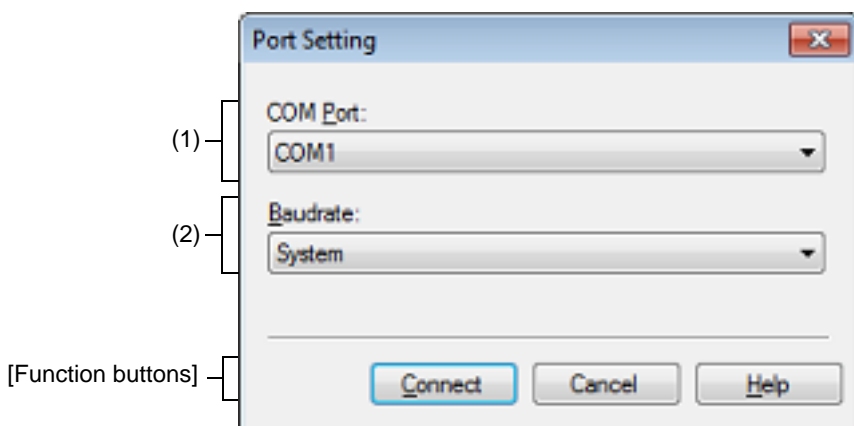 Port Setting
COM Port:
(1)
COM1
Baudrate:
(2)
System
[Function buttons]
Connect Cancel Help